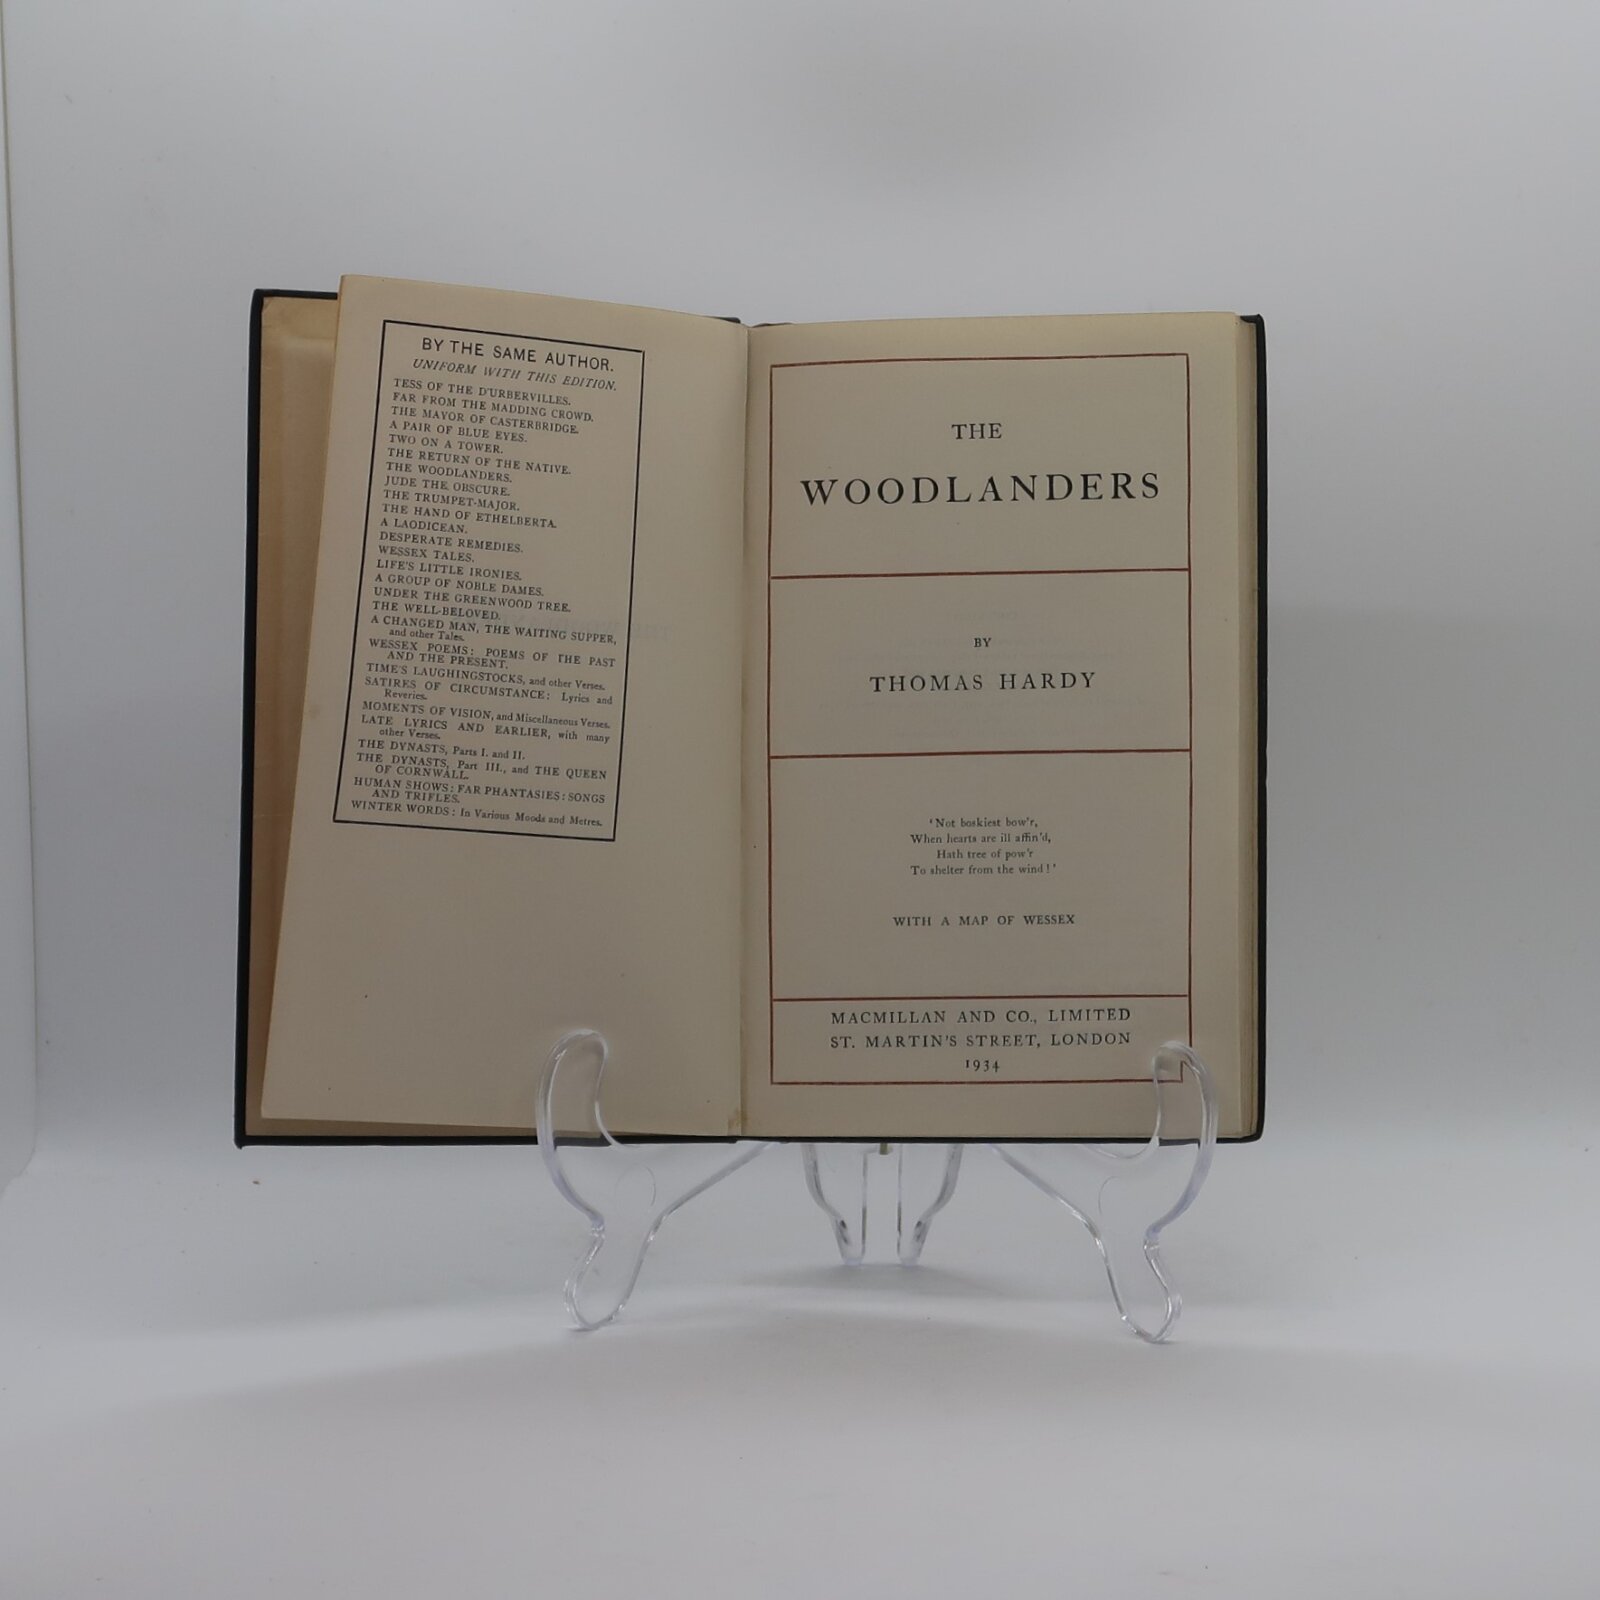 BY THE SAME AUTHOR.
UNIFORM WITH THIS EDITION.
TESS OF THE D'URBERVILLES.
FAR FROM THE MADDING CROWD.
THE MAYOR OF CASTERBRIDGE.
A PAIR OF BLUE EYES.
TWO ON A TOWER.
THE RETURN OF THE NATIVE.
THE WOODLANDERS.
JUDE THE OBSCURE.
THE TRUMPET-MAJOR.
THE HAND OF ETHELBERTA.
A LAODICEAN.
DESPERATE REMEDIES.
WESSEX TALES.
LIFE'S LITTLE IRONIES.
A GROUP OF NOBLE DAMES.
UNDER THE GREENWOOD TREE.
THE WELL-BELOVED.
A CHANGED MAN, THE WAITING SUPPER,
and other Tales.
WESSEX POEMS: POEMS OF THE PAST
AND THE PRESENT.
TIME'S LAUGHINGSTOCKS, and other Verses.
SATIRES OF CIRCUMSTANCE: Lyrics and
Reveries.
MOMENTS OF VISION, and Miscellaneous Verses.
LATE LYRICS AND EARLIER, with many
other Verses.
THE DYNASTS, Parts I. and II.
THE DYNASTS, Part III., and THE QUEEN
OF CORNWALL.
HUMAN SHOWS: FAR PHANTASIES: SONGS
AND TRIFLES.
WINTER WORDS: In Various Moods and Metres.
THE
WOODLANDERS
BY
THOMAS HARDY
'Not boskiest bow'r,
When hearts are ill affin'd,
Hath tree of pow'r
To shelter from the wind!'
WITH A MAP OF WESSEX
MACMILLAN AND CO., LIMITED
ST. MARTIN'S STREET, LONDON
1934